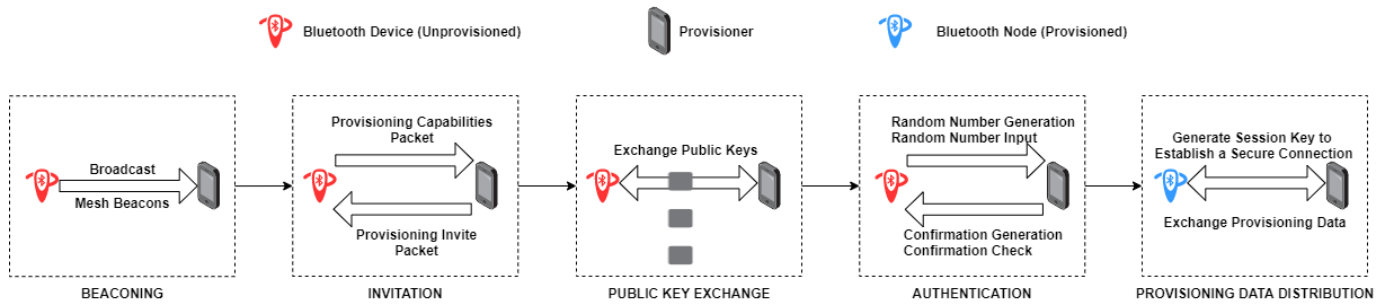 Bluetooth Device (Unprovisioned)
Provisioner
Bluetooth Node (Provisioned)
Broadcast
Mesh Beacons
BEACONING
Provisioning Capabilities
Packet
Provisioning Invite
Packet
INVITATION
Exchange Public Keys
PUBLIC KEY EXCHANGE
Random Number Generation
Random Number Input
Confirmation Generation
Confirmation Check
AUTHENTICATION
Generate Session Key to
Establish a Secure Connection
Exchange Provisioning Data
PROVISIONING DATA DISTRIBUTION